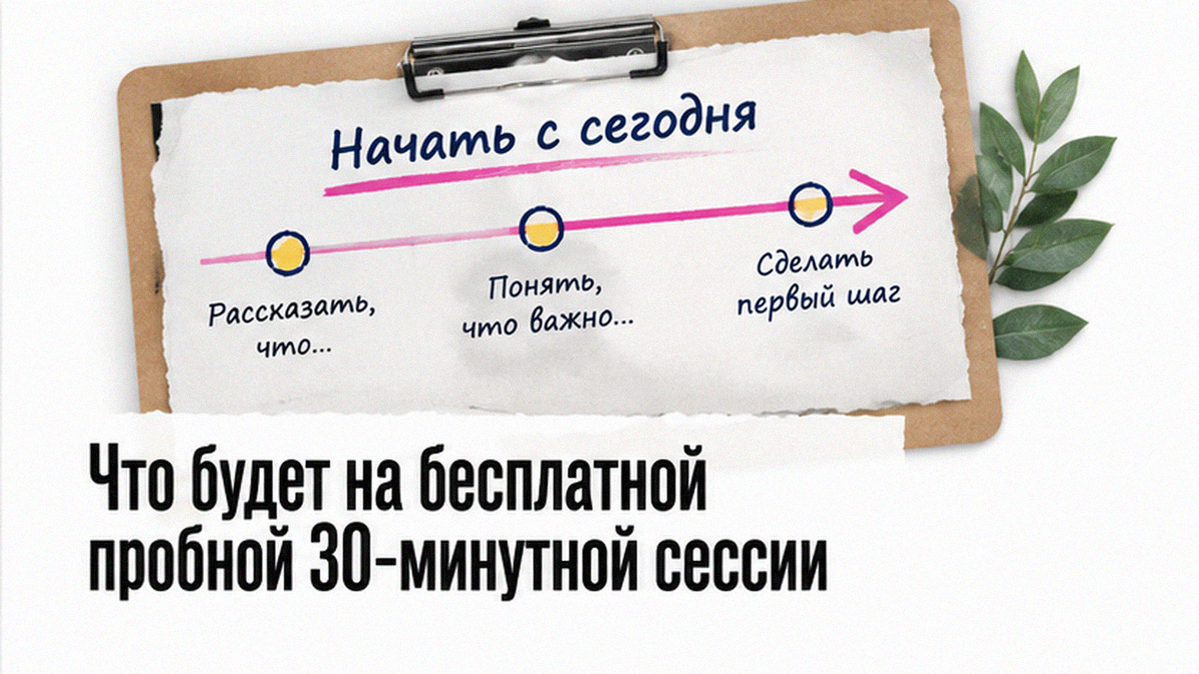 Начать с сегодня
Рассказать,
что...
Понять,
что важно...
Сделать
первый шаг
Что будет на бесплатной
пробной 30-минутной сессии